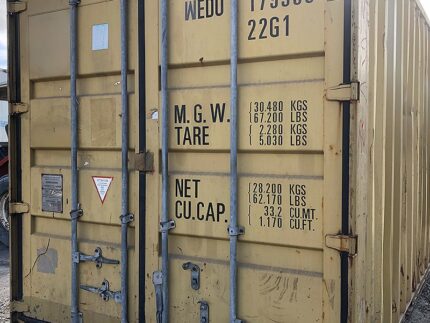 WEDU
22G1
M.G.W. 30.480 KGS
67.200 LBS
TARE 2.280 KGS
5.030 LBS
NET 28.200 KGS
62.170 LBS
CU.CAP. 33.2 CU.MT.
1.170 CU.FT.